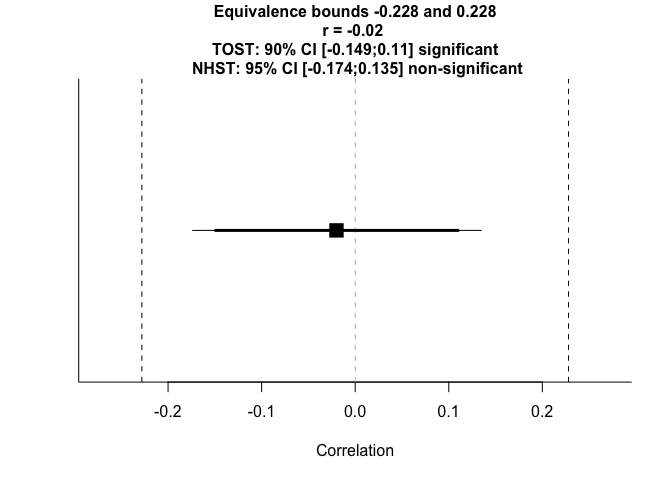 Equivalence bounds -0.228 and 0.228
r = -0.02
TOST: 90% CI [-0.149;0.11] significant
NHST: 95% CI [-0.174;0.135] non-significant
-0.2 -0.1 0.0 0.1 0.2
Correlation